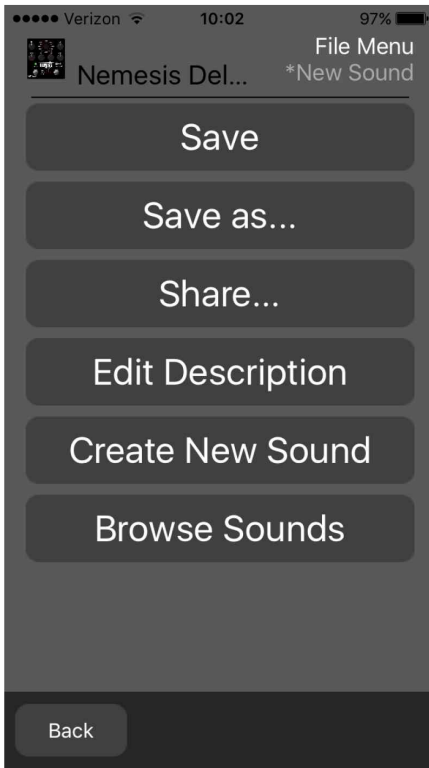 Verizon 10:02 97%
File Menu
Nemesis Del... *New Sound
Save
Save as...
Share...
Edit Description
Create New Sound
Browse Sounds
Back